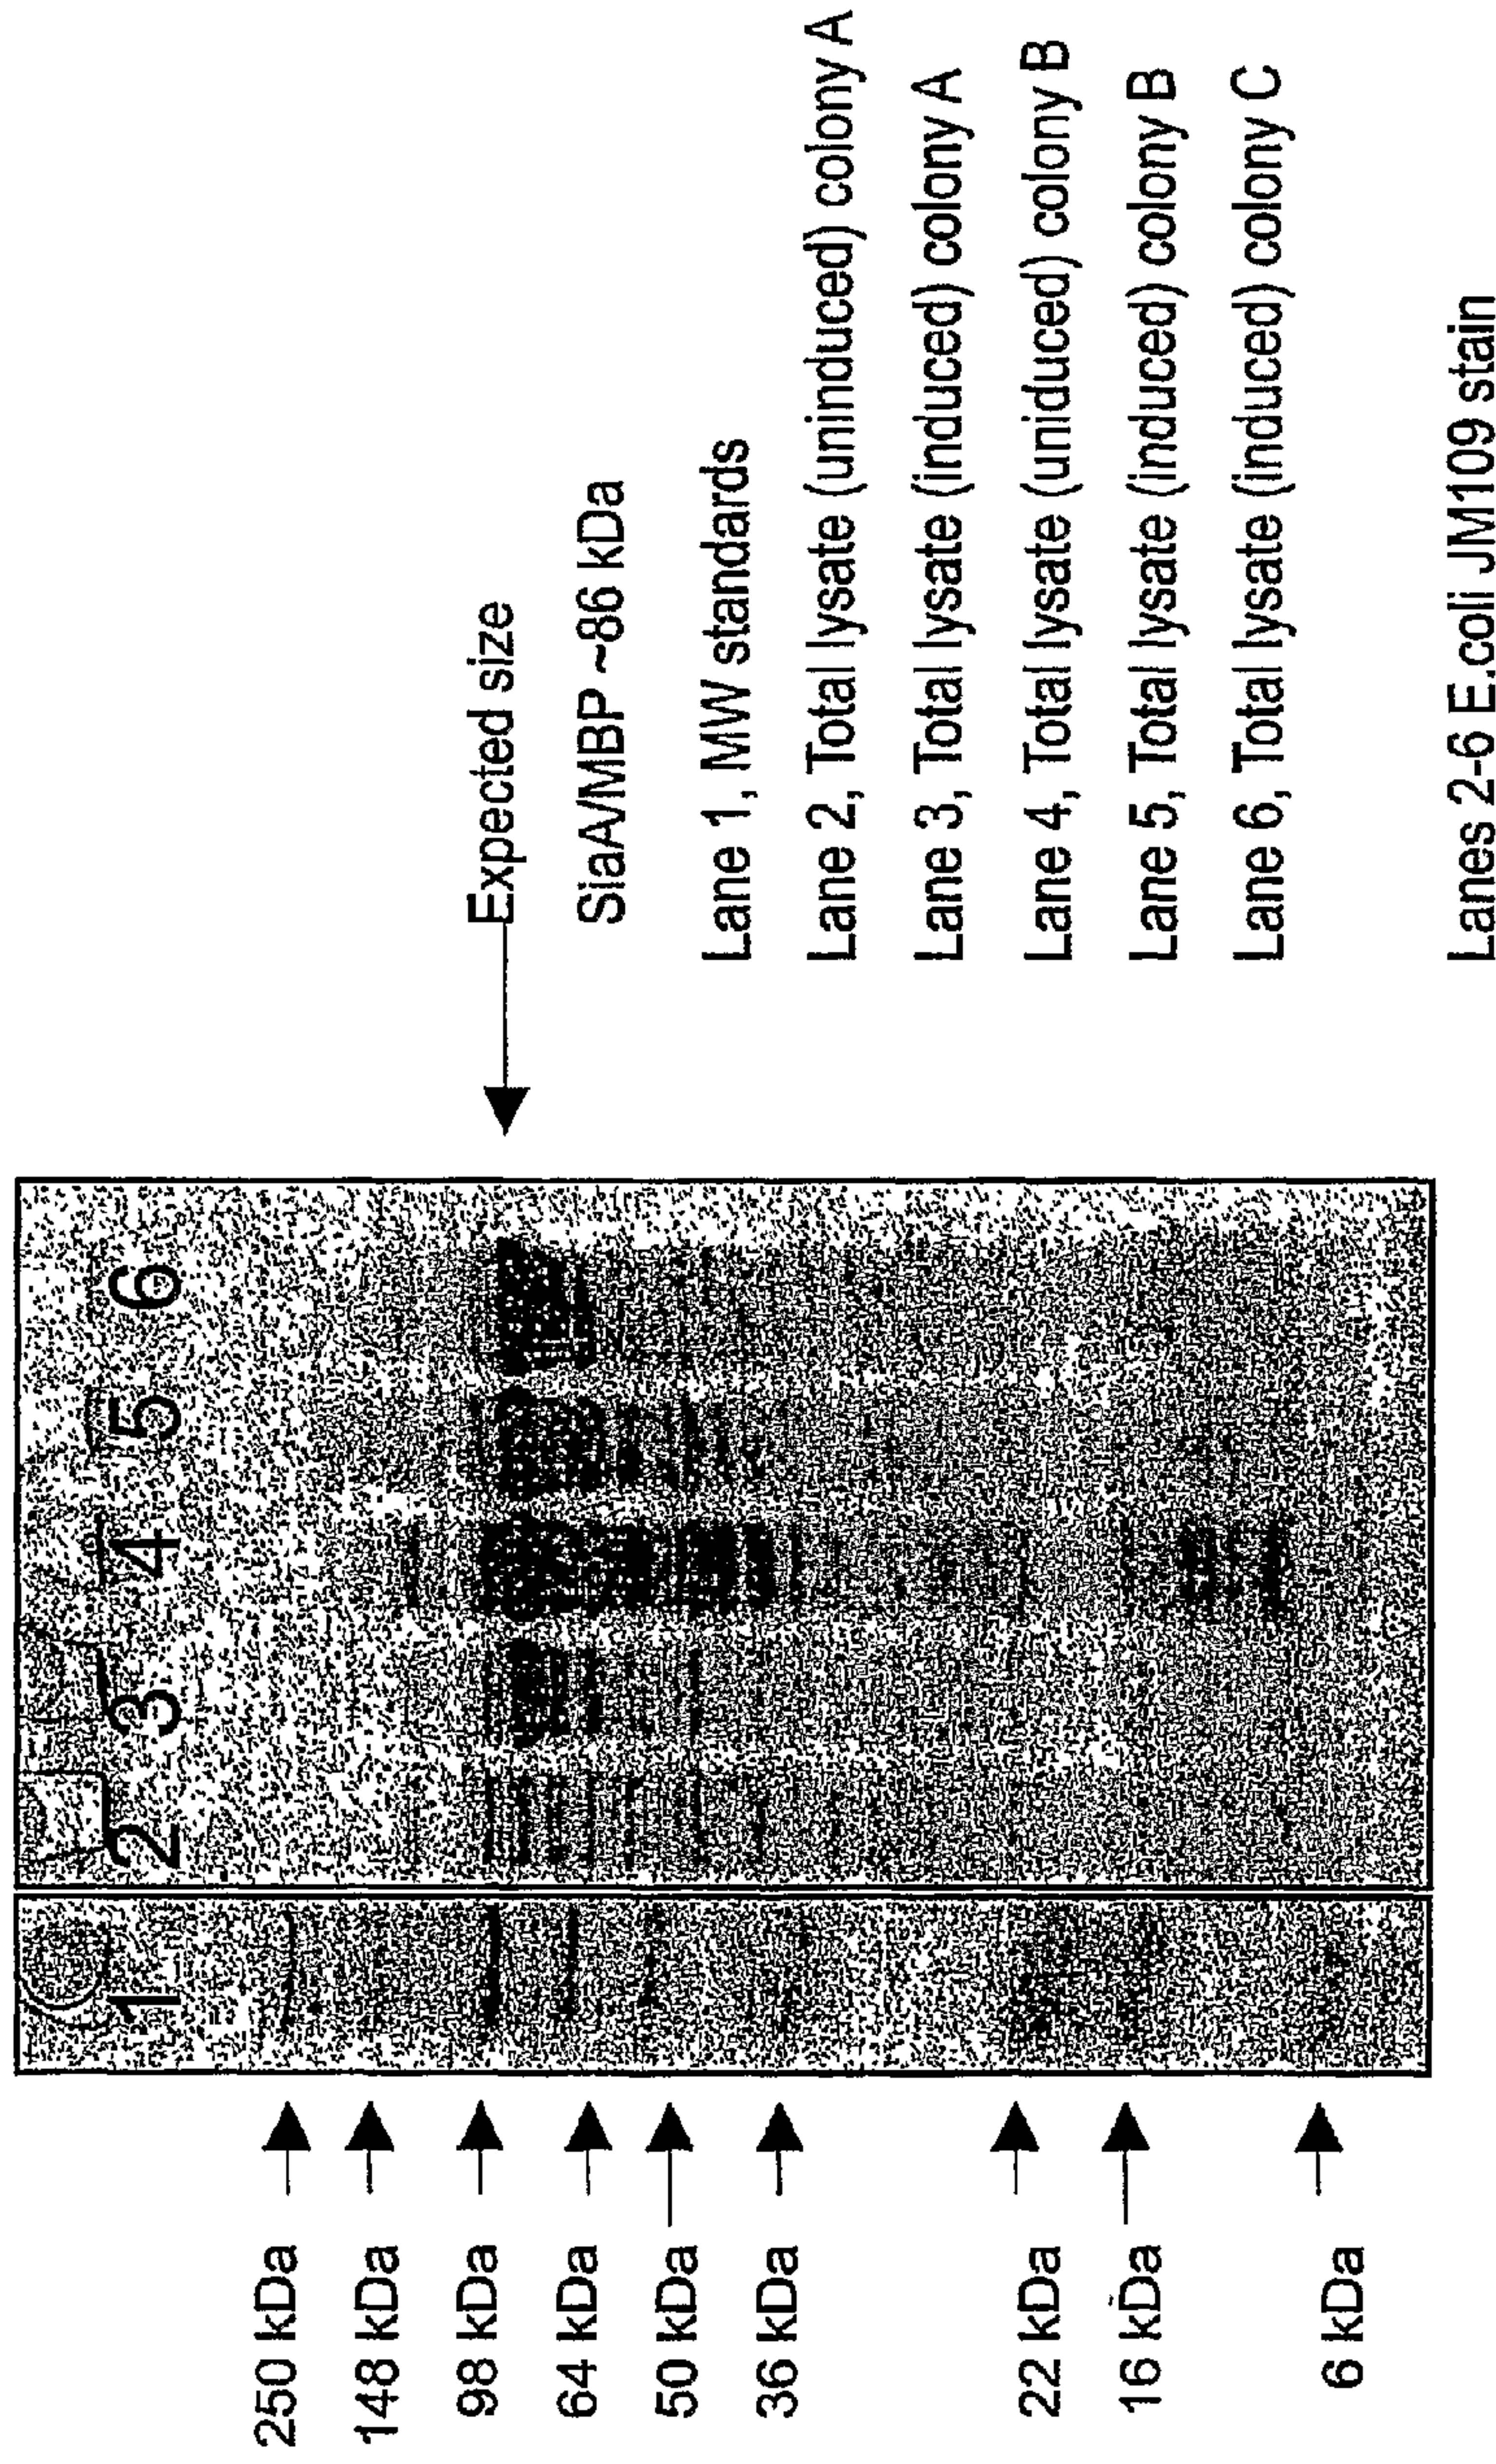 250 kDa
148 kDa
98 kDa
64 kDa
50 kDa
36 kDa
22 kDa
16 kDa
6 kDa
1 2 3 4 5 6
Expected size
SiaA/MBP ~86 kDa
Lane 1, MW standards
Lane 2, Total lysate (uninduced) colony A
Lane 3, Total lysate (induced) colony A
Lane 4, Total lysate (uniduced) colony B
Lane 5, Total lysate (induced) colony B
Lane 6, Total lysate (induced) colony C
Lanes 2-6 E.coli JM109 stain